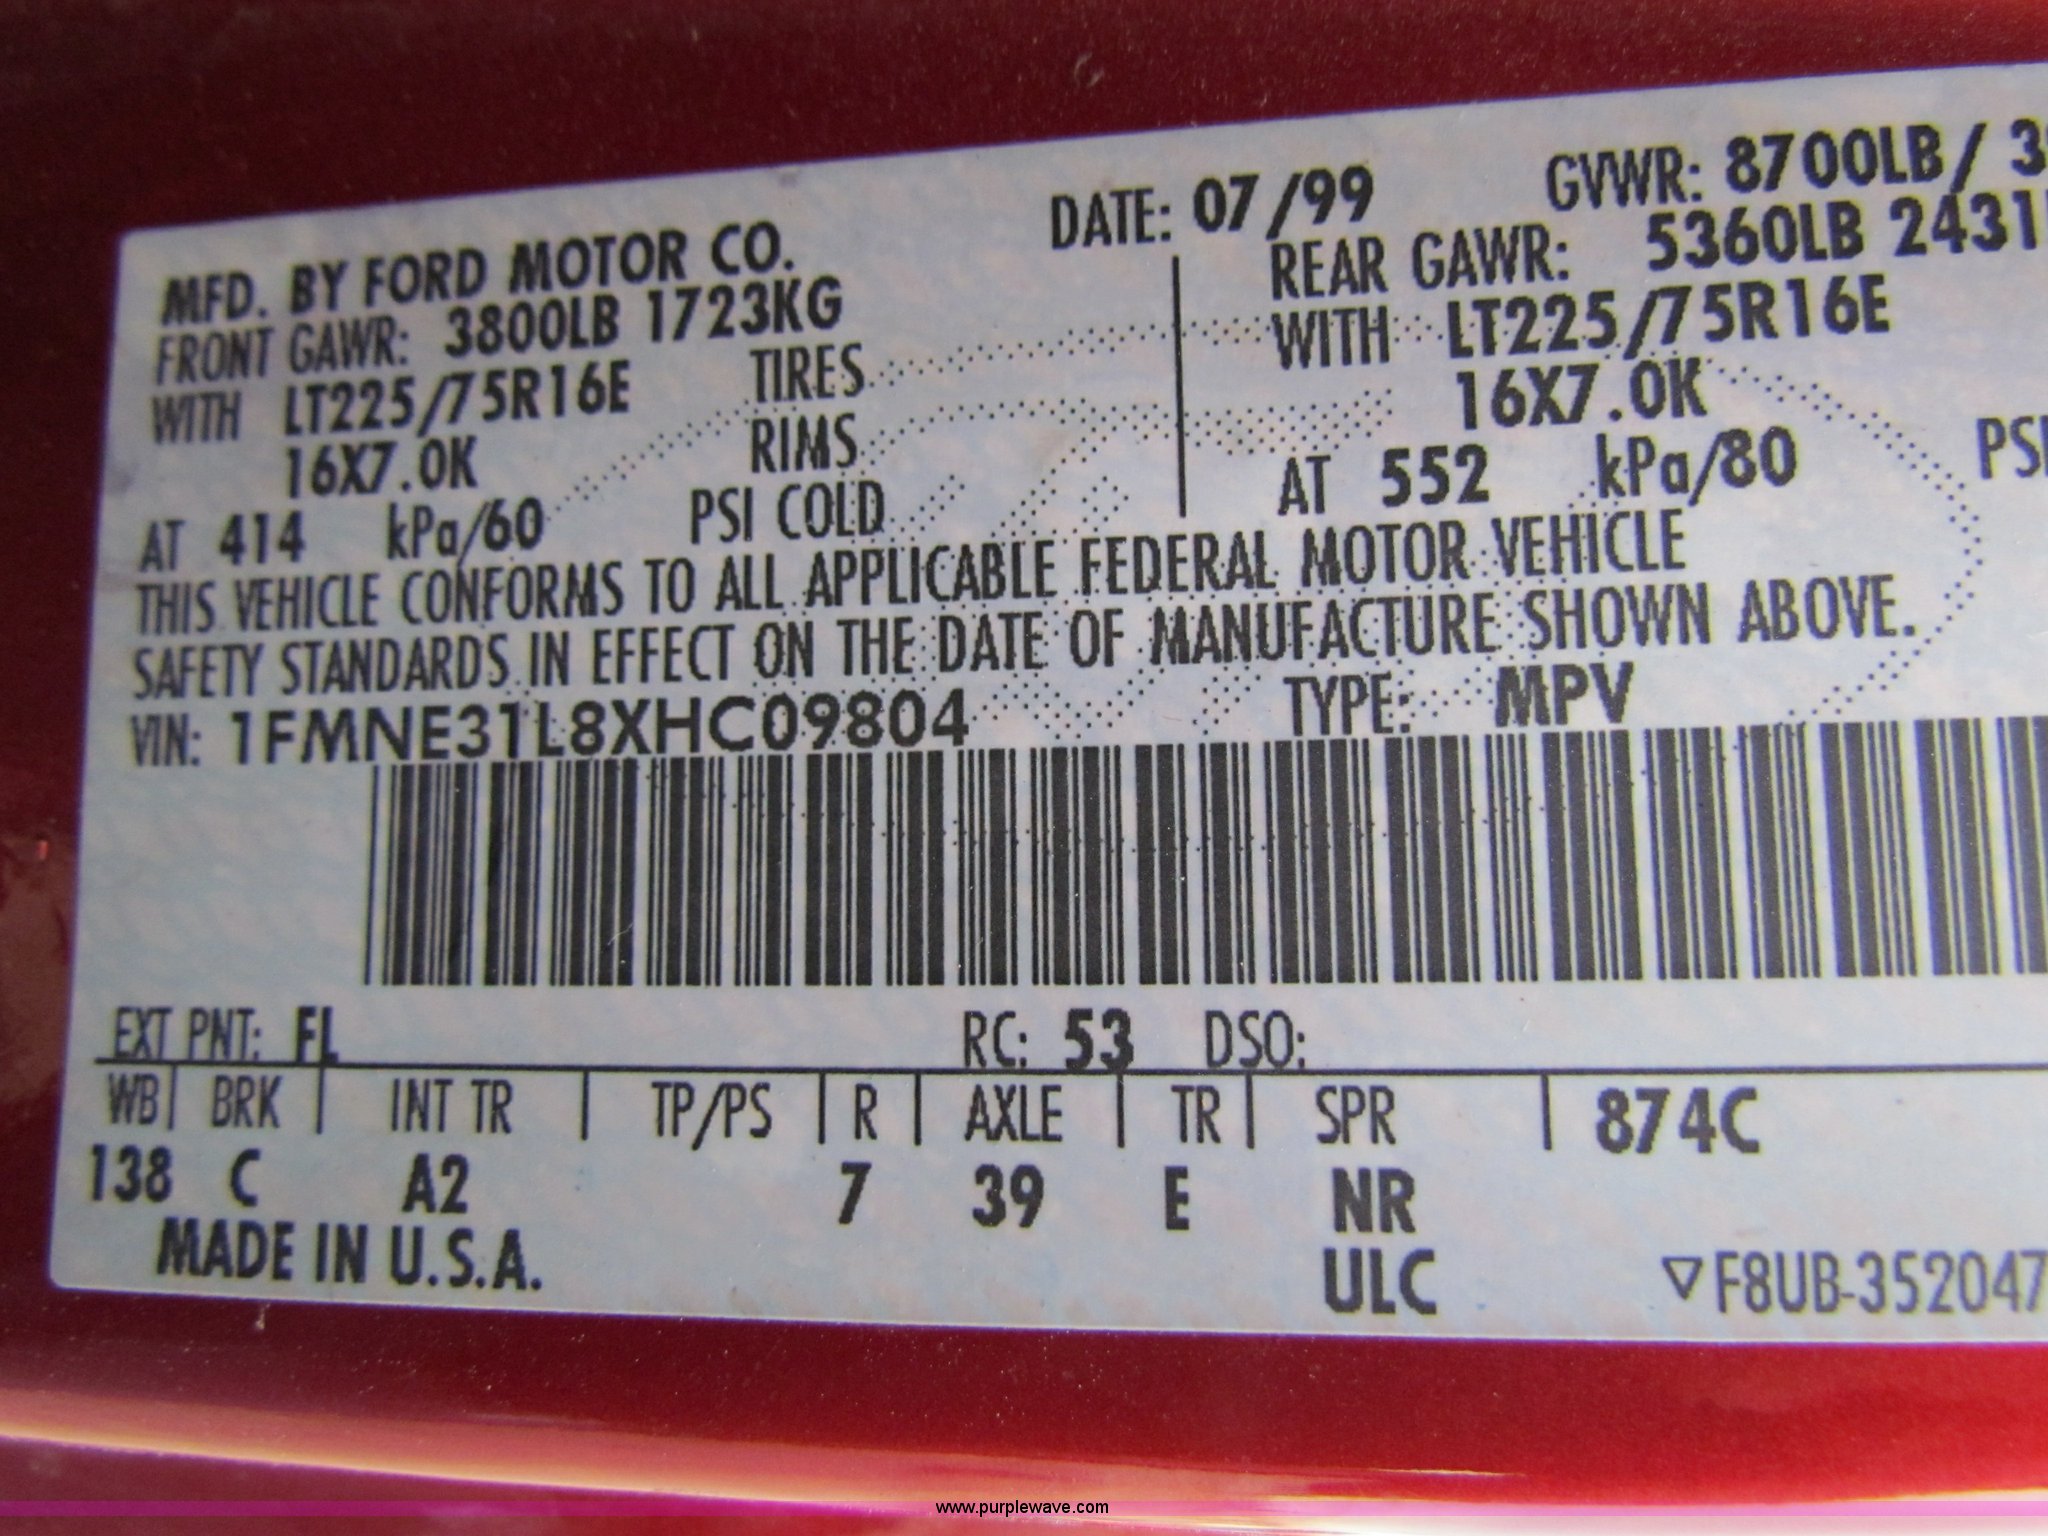 DATE: 07/99 GVWR: 8700LB/
MFD. BY FORD MOTOR CO.
FRONT GAWR: 3800LB 1723KG REAR GAWR: 5360LB 2431
WITH LT225/75R16E TIRES WITH LT225/75R16E
16X7.0K RIMS 16X7.0K
AT 414 kPa/60 PSI COLD AT 552 kPa/80 PSI
THIS VEHICLE CONFORMS TO ALL APPLICABLE FEDERAL MOTOR VEHICLE
SAFETY STANDARDS IN EFFECT ON THE DATE OF MANUFACTURE SHOWN ABOVE.
VIN: 1FMNE31L8XHC09804 TYPE: MPV
EXT PNT: FL RC: 53 DSO:
WB | BRK | INT TR | TP/PS | R | AXLE | TR | SPR | 874C
138 C A2 7 39 E NR
MADE IN U.S.A. ULC ▽F8UB-352047
www.purplewave.com